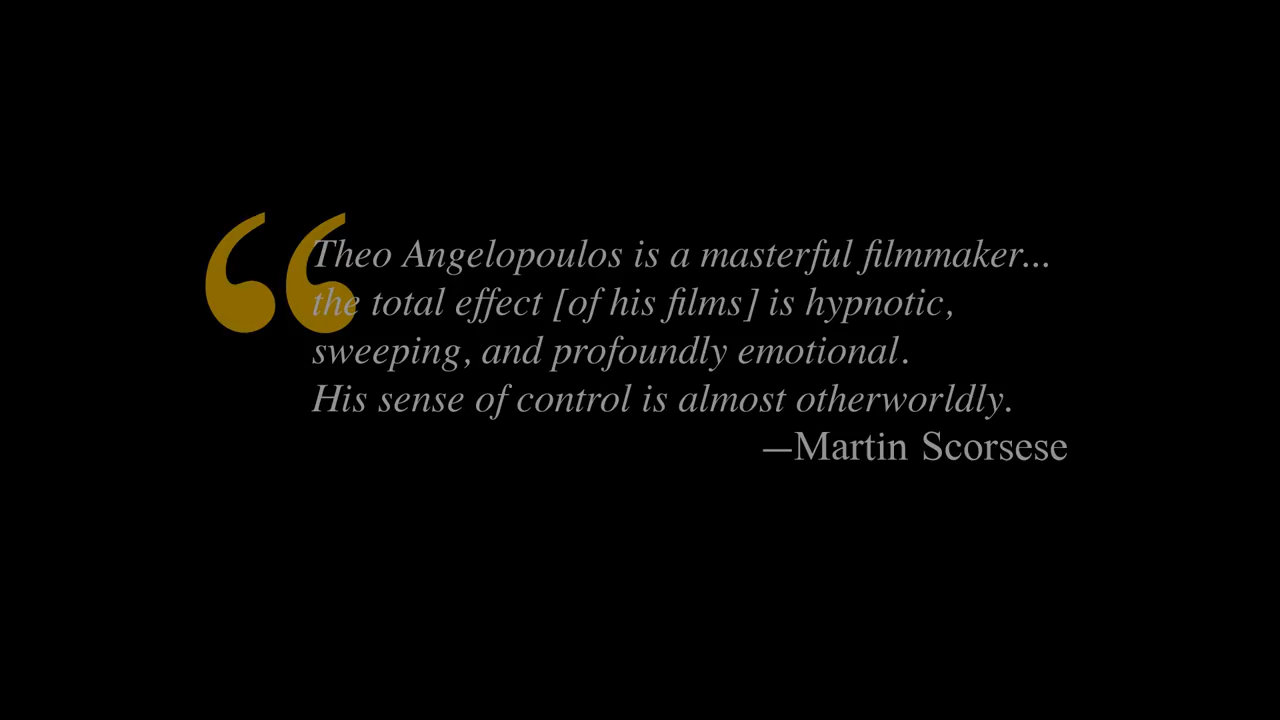 “
Theo Angelopoulos is a masterful filmmaker...
the total effect [of his films] is hypnotic,
sweeping, and profoundly emotional.
His sense of control is almost otherworldly.
—Martin Scorsese